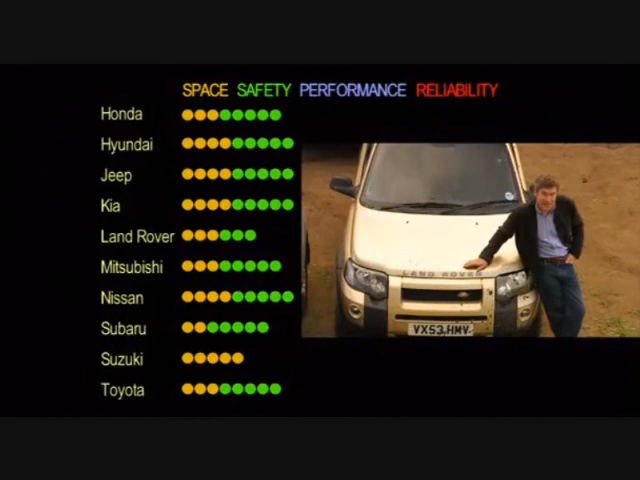 SPACE SAFETY PERFORMANCE RELIABILITY
Honda
Hyundai
Jeep
Kia
Land Rover
Mitsubishi
Nissan
Subaru
Suzuki
Toyota
LAND ROVER
VX53 HMV